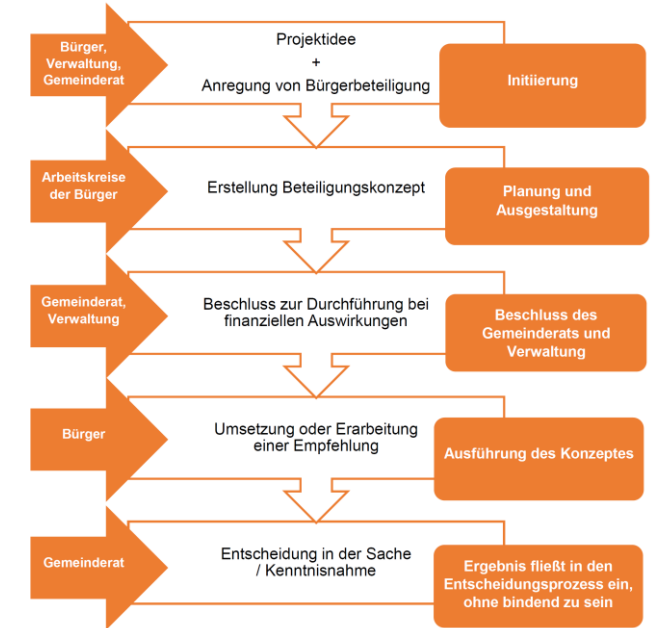 Bürger,
Verwaltung,
Gemeinderat
Projektidee
+
Anregung von Bürgerbeteiligung
Initiierung
Arbeitskreise
der Bürger
Erstellung Beteiligungskonzept
Planung und
Ausgestaltung
Gemeinderat,
Verwaltung
Beschluss zur Durchführung bei
finanziellen Auswirkungen
Beschluss des
Gemeinderats und
Verwaltung
Bürger
Umsetzung oder Erarbeitung
einer Empfehlung
Ausführung des Konzeptes
Gemeinderat
Entscheidung in der Sache
/ Kenntnisnahme
Ergebnis fließt in den
Entscheidungsprozess ein,
ohne bindend zu sein